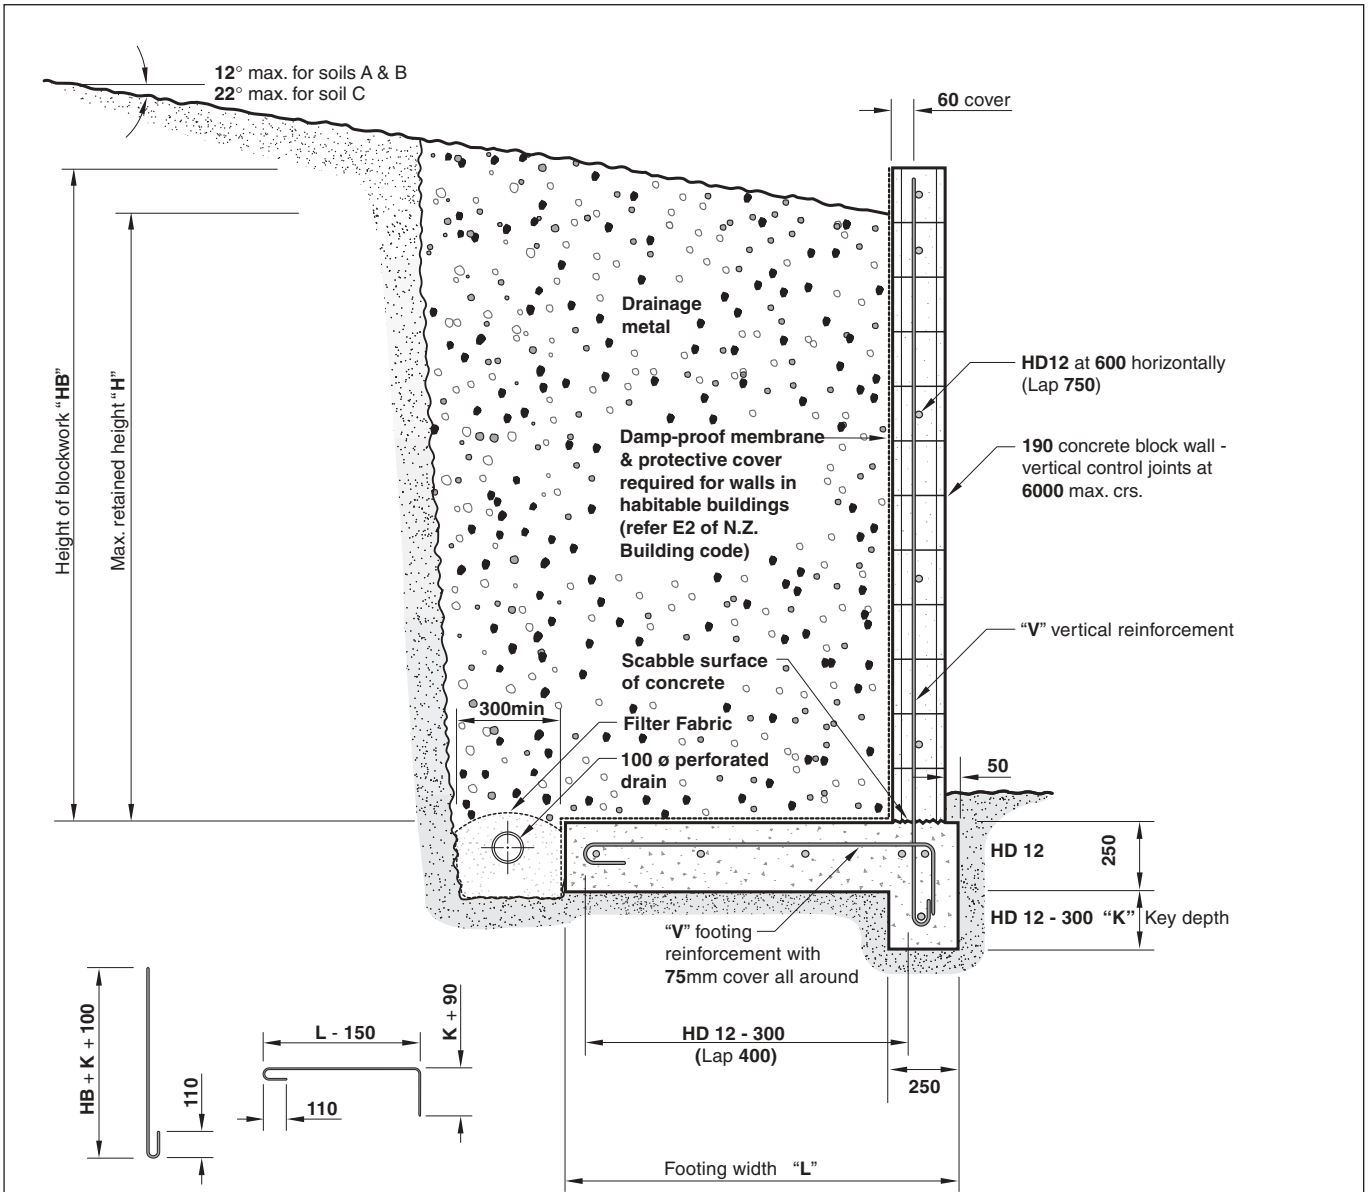 12° max. for soils A & B
22° max. for soil C
60 cover
Drainage
metal
HD12 at 600 horizontally
(Lap 750)
Height of blockwork “HB”
Max. retained height “H”
Damp-proof membrane
& protective cover
required for walls in
habitable buildings
(refer E2 of N.Z.
Building code)
190 concrete block wall -
vertical control joints at
6000 max. crs.
“V” vertical reinforcement
Scabble surface
of concrete
300min
Filter Fabric
100 ø perforated
drain
50
HD 12
250
HD 12 - 300 “K” Key depth
“V” footing
reinforcement with
75mm cover all around
HB + K + 100
110
L - 150
110
K + 90
HD 12 - 300
(Lap 400)
250
Footing width “L”